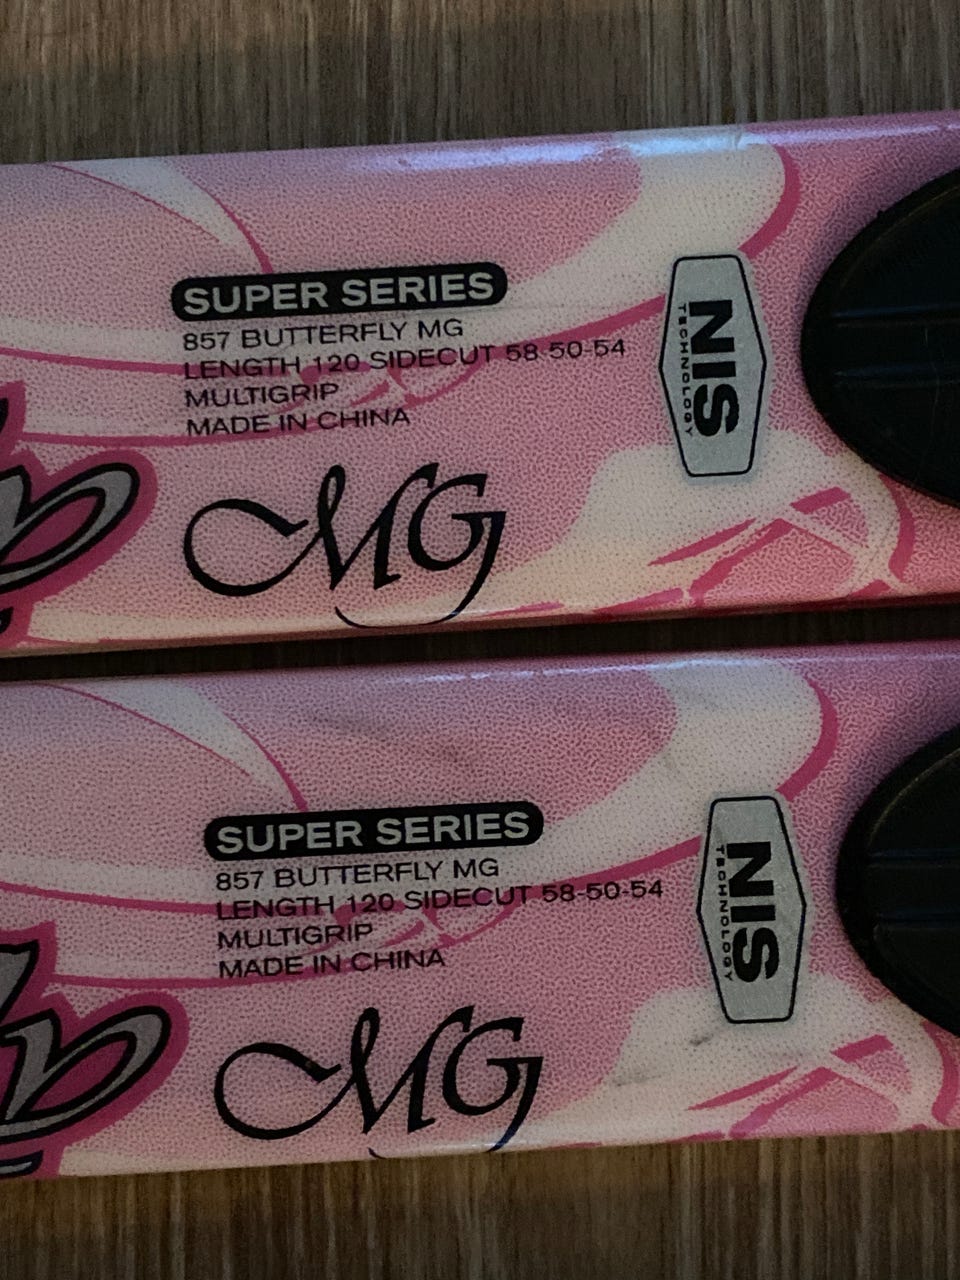 SUPER SERIES
857 BUTTERFLY MG
LENGTH 120 SIDECUT 58-50-54
MULTIGRIP
MADE IN CHINA
MG
NIS
TECHNOLOGY
SUPER SERIES
857 BUTTERFLY MG
LENGTH 120 SIDECUT 58-50-54
MULTIGRIP
MADE IN CHINA
MG
NIS
TECHNOLOGY